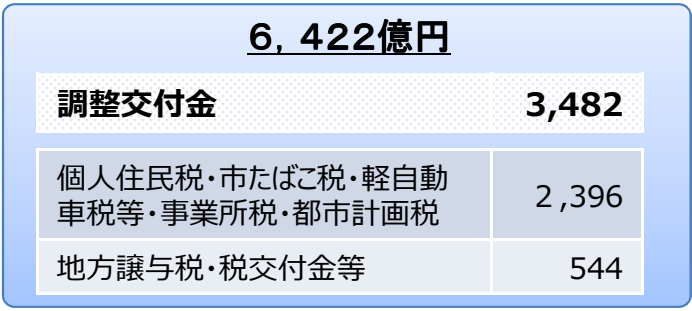 ６，４２２億円
調整交付金 3,482
個人住民税・市たばこ税・軽自動
車税等・事業所税・都市計画税 ２,396
地方譲与税・税交付金等 544